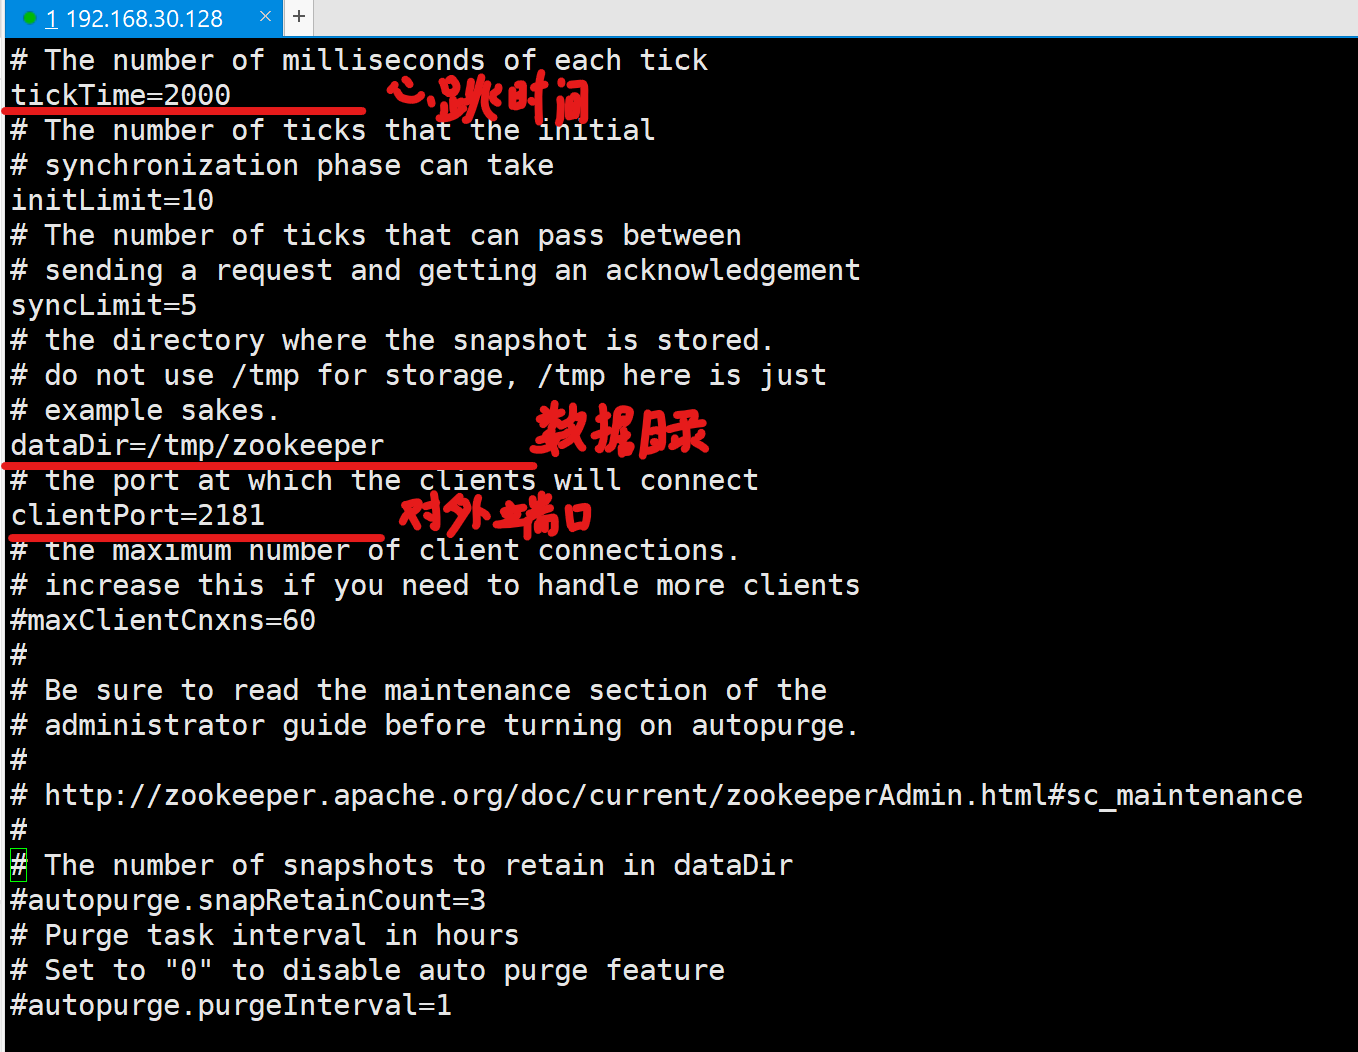 1 192.168.30.128 × +
# The number of milliseconds of each tick
tickTime=2000 心跳时间
# The number of ticks that the initial
# synchronization phase can take
initLimit=10
# The number of ticks that can pass between
# sending a request and getting an acknowledgement
syncLimit=5
# the directory where the snapshot is stored.
# do not use /tmp for storage, /tmp here is just
# example sakes.
dataDir=/tmp/zookeeper 数据目录
# the port at which the clients will connect
clientPort=2181 对外端口
# the maximum number of client connections.
# increase this if you need to handle more clients
#maxClientCnxns=60
#
# Be sure to read the maintenance section of the
# administrator guide before turning on autopurge.
#
# http://zookeeper.apache.org/doc/current/zookeeperAdmin.html#sc_maintenance
#
# The number of snapshots to retain in dataDir
#autopurge.snapRetainCount=3
# Purge task interval in hours
# Set to "0" to disable auto purge feature
#autopurge.purgeInterval=1